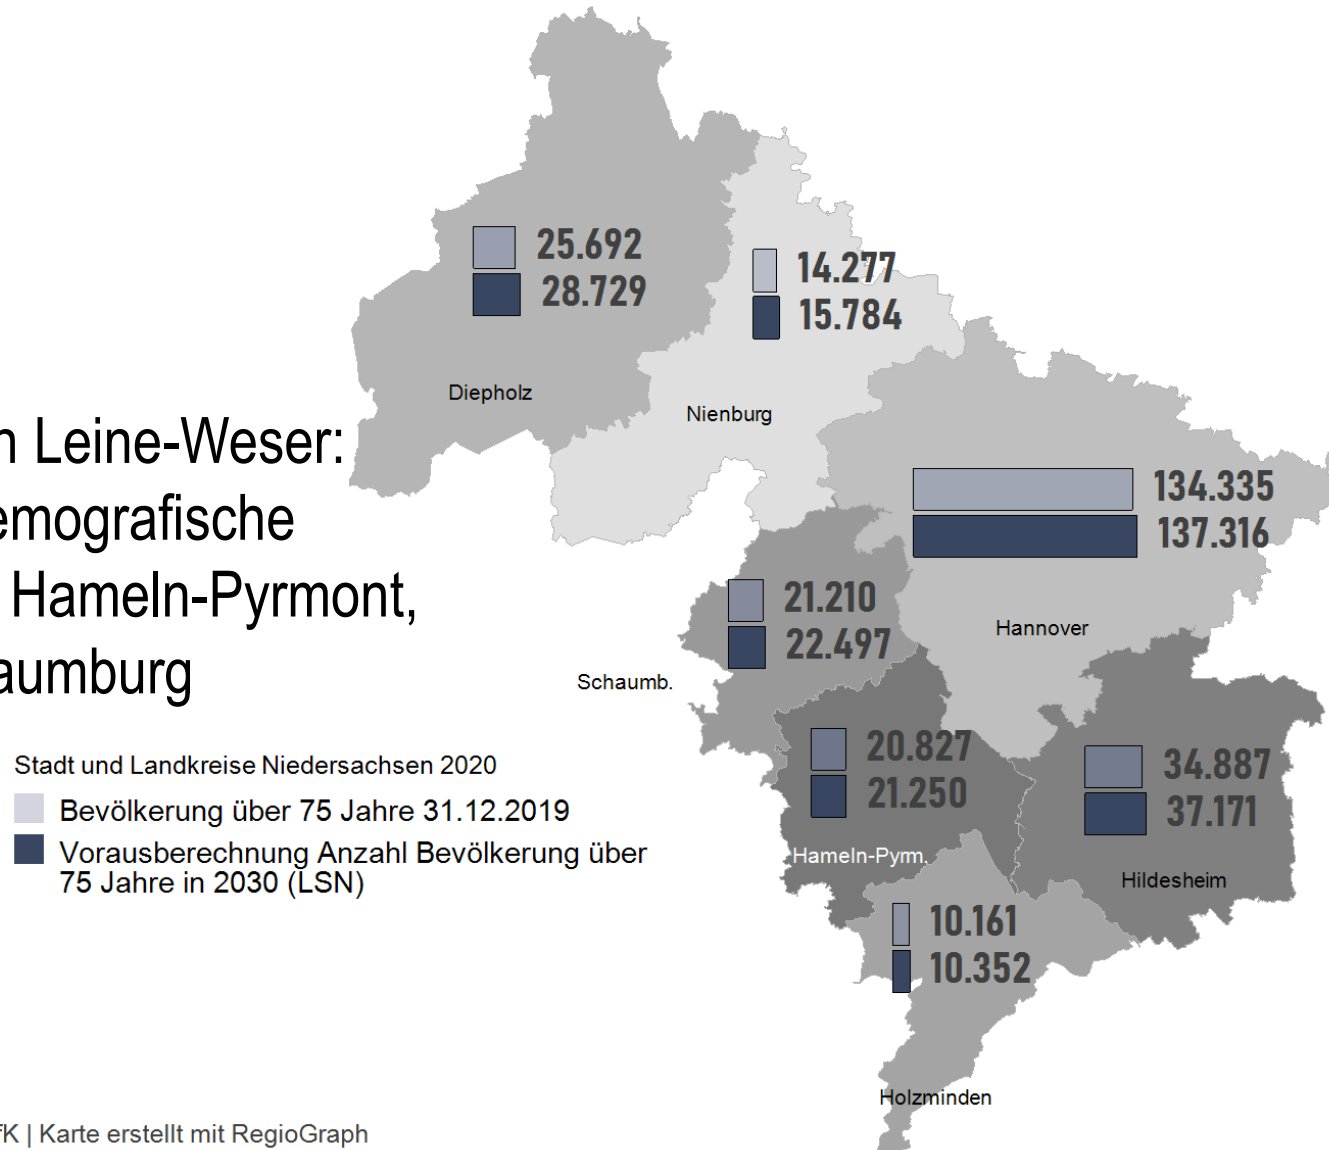 25.692
28.729
14.277
15.784
Diepholz
Nienburg
Leine-Weser:
134.335
137.316
Hameln-Pyrmont,
21.210
22.497
Hannover
Schaumb.
20.827
21.250
34.887
37.171
Stadt und Landkreise Niedersachsen 2020
Bevölkerung über 75 Jahre 31.12.2019
Vorausberechnung Anzahl Bevölkerung über
75 Jahre in 2030 (LSN)
Hameln-Pyrm.
Hildesheim
10.161
10.352
Holzminden
| Karte erstellt mit RegioGraph